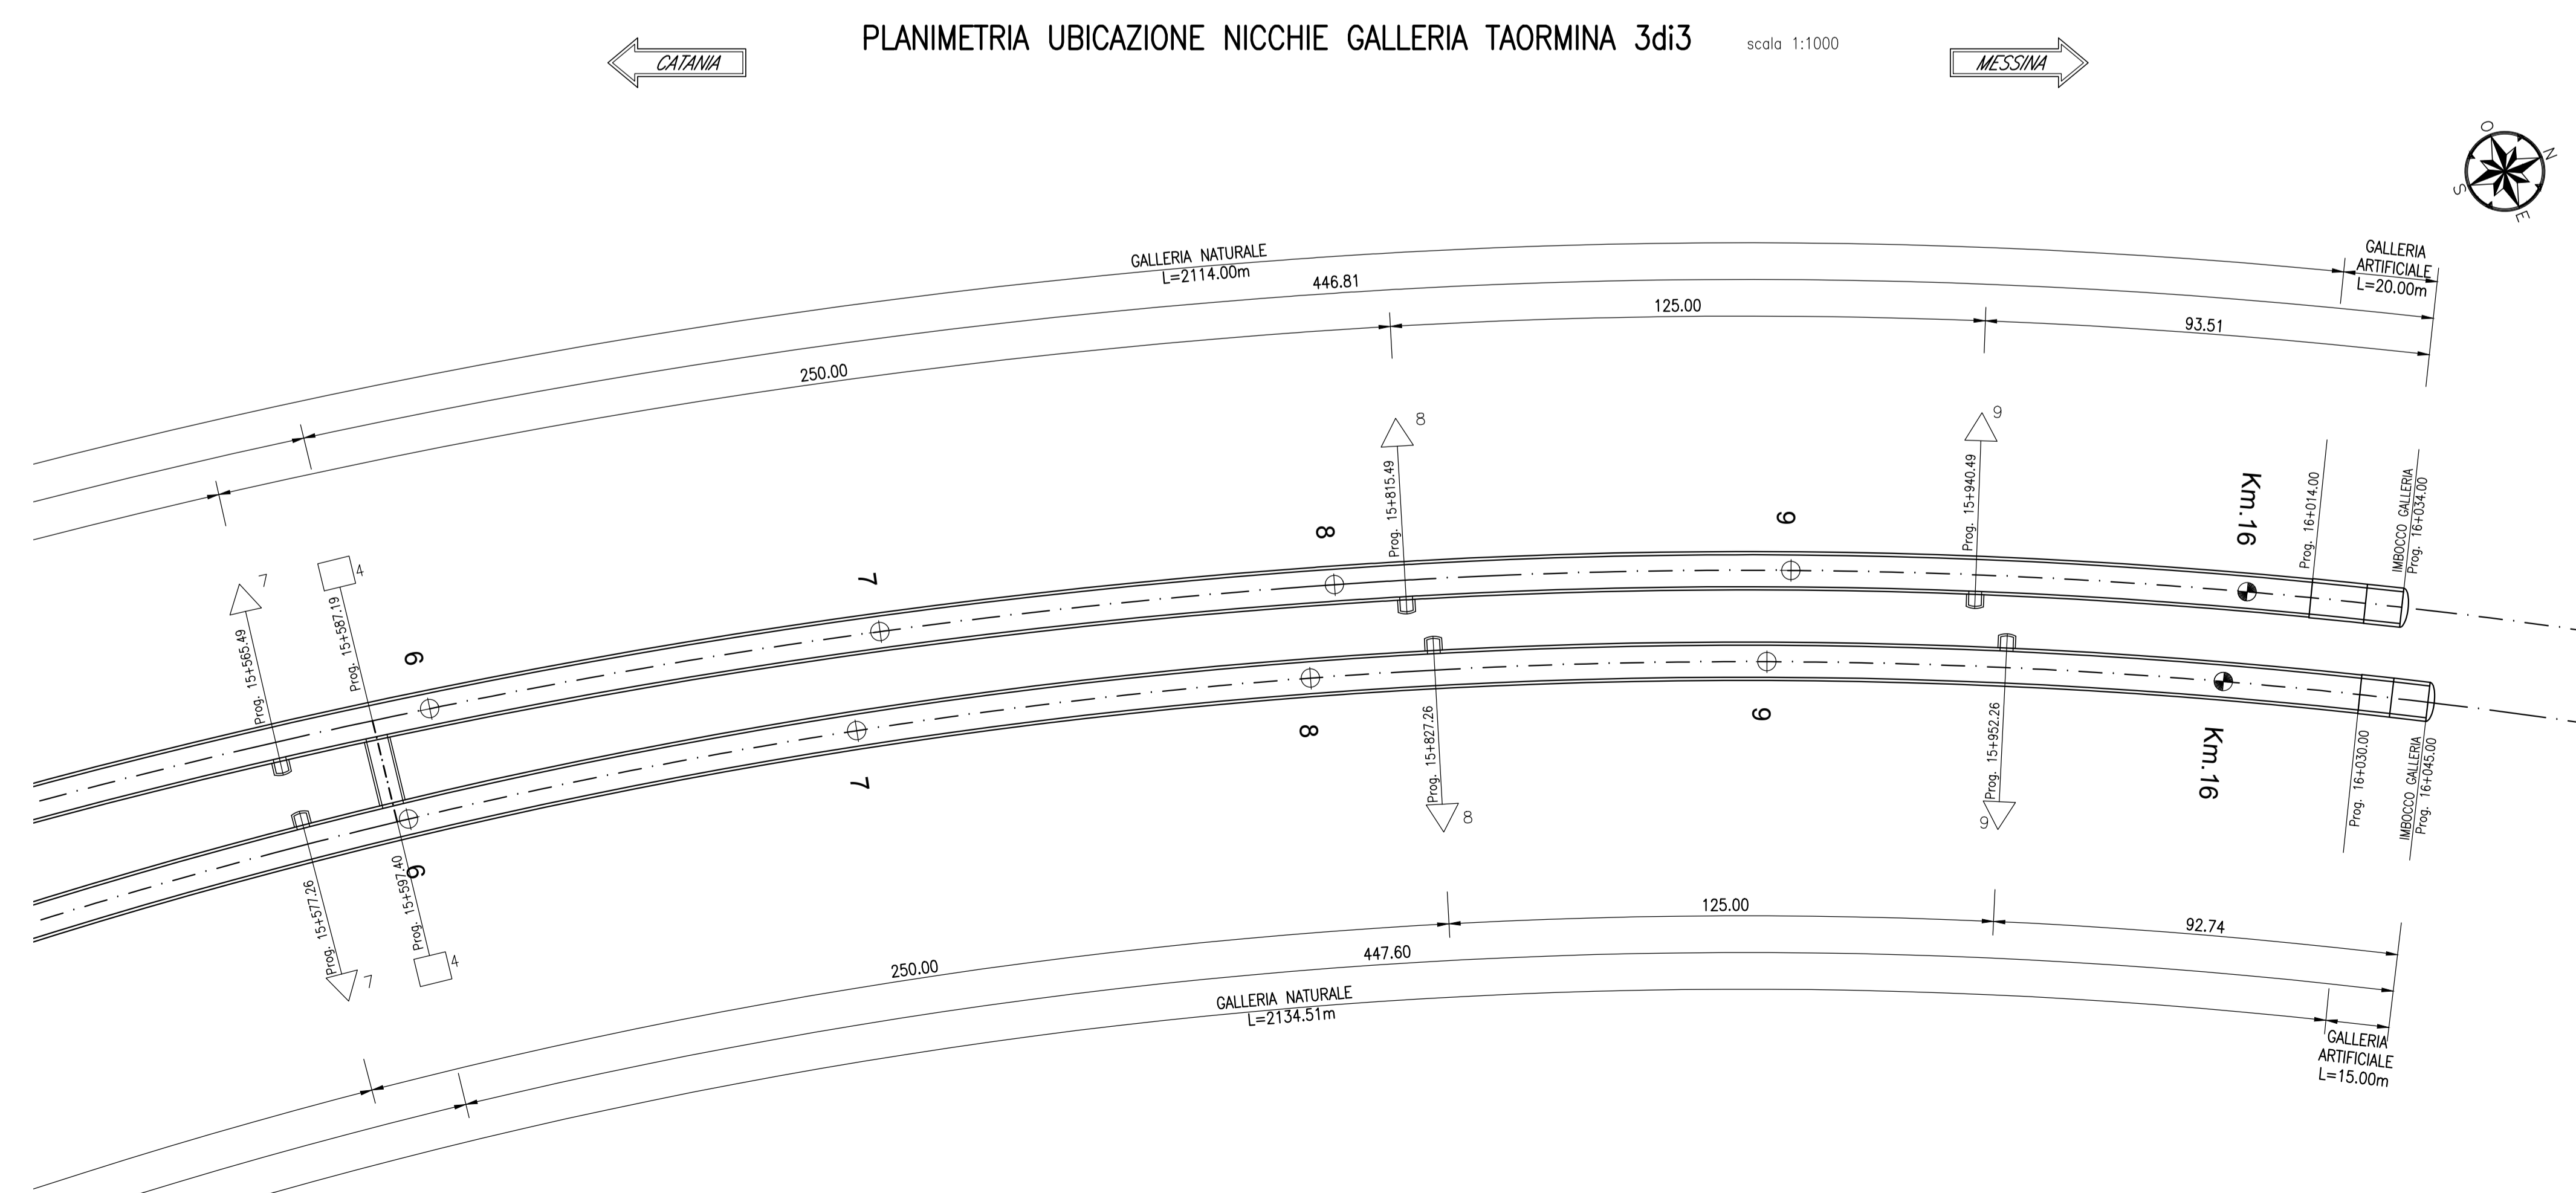 PLANIMETRIA UBICAZIONE NICCHIE GALLERIA TAORMINA 3di3
scala 1:1000
CATANIA
MESSINA
O
N
S
E
GALLERIA NATURALE
L=2114.00m
446.81
125.00
93.51
250.00
GALLERIA
ARTIFICIALE
L=20.00m
8
9
7
4
Prog. 15+565.49
Prog. 15+587.19
Prog. 15+815.49
Prog. 15+940.49
Prog. 16+014.00
IMBOCCO GALLERIA
Prog. 16+034.00
6
7
8
9
Km.16
6
7
8
9
Km.16
Prog. 15+577.26
Prog. 15+597.40
Prog. 15+827.26
Prog. 15+952.26
Prog. 16+030.00
IMBOCCO GALLERIA
Prog. 16+045.00
7
4
8
9
125.00
92.74
250.00
447.60
GALLERIA NATURALE
L=2134.51m
GALLERIA
ARTIFICIALE
L=15.00m